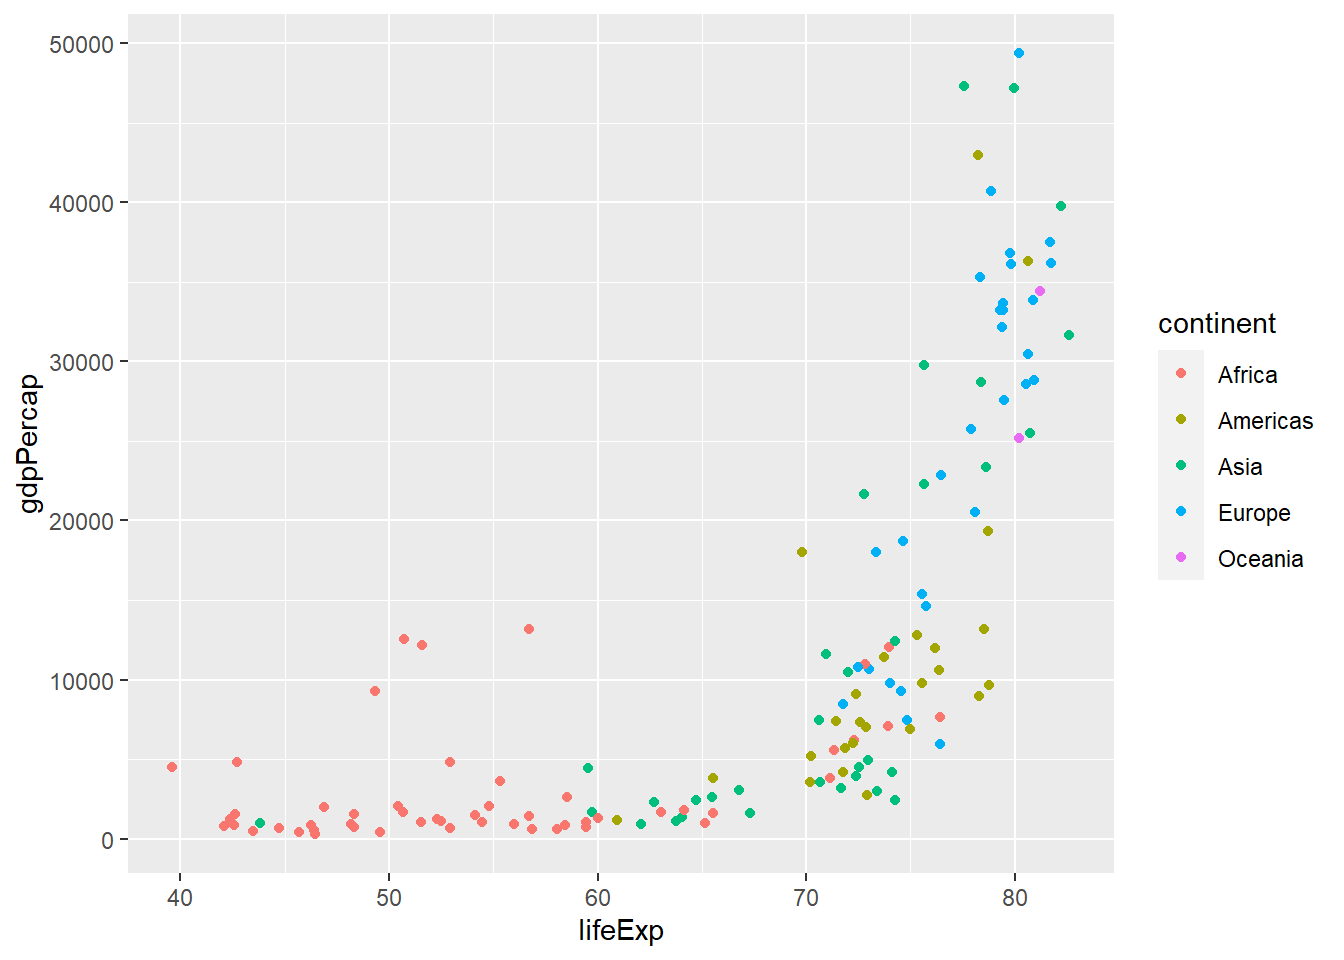 50000
40000
30000
20000
10000
0
gdpPercap
40 50 60 70 80
lifeExp
continent
Africa
Americas
Asia
Europe
Oceania